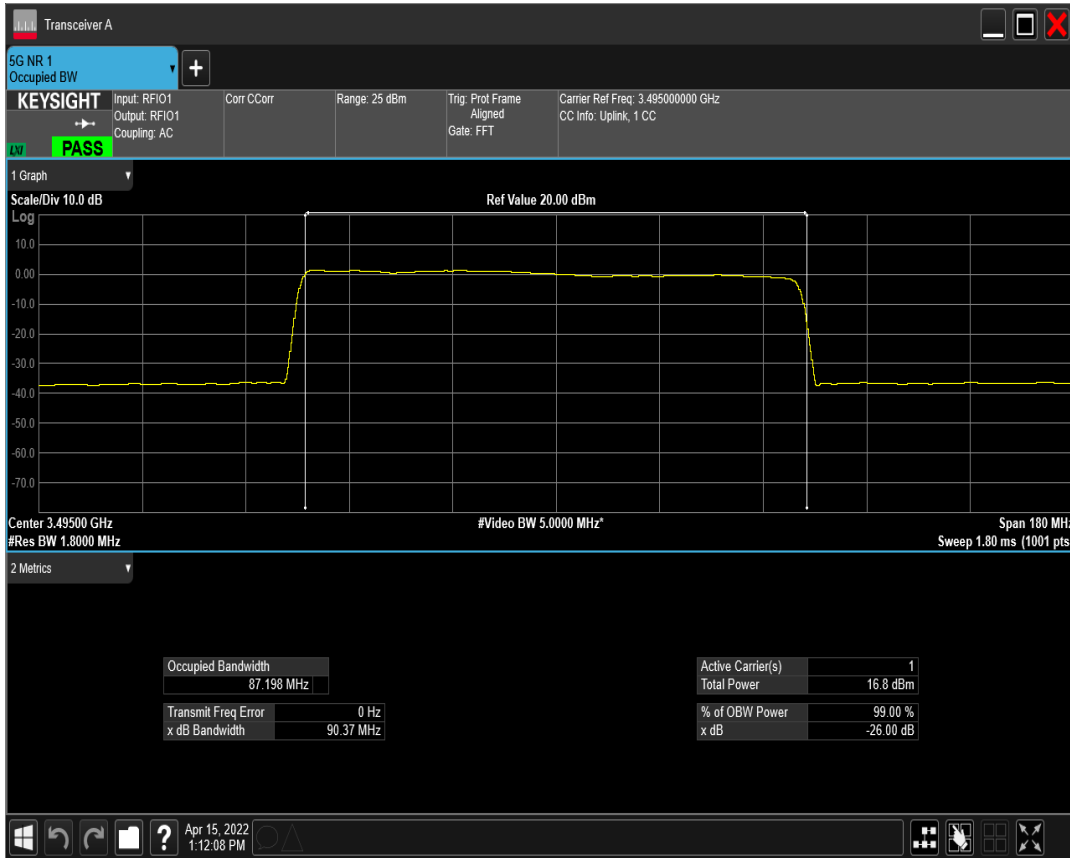 Transceiver A
5G NR 1
Occupied BW
KEYSIGHT
LXI
PASS
Input: RFIO1
Output: RFIO1
Coupling: AC
Corr CCorr
Range: 25 dBm
Trig: Prot Frame
Aligned
Gate: FFT
Carrier Ref Freq: 3.495000000 GHz
CC Info: Uplink, 1 CC
1 Graph
Scale/Div 10.0 dB
Ref Value 20.00 dBm
Log
10.0
0.00
-10.0
-20.0
-30.0
-40.0
-50.0
-60.0
-70.0
Center 3.49500 GHz
#Video BW 5.0000 MHz*
Span 180 MHz
#Res BW 1.8000 MHz
Sweep 1.80 ms (1001 pts
2 Metrics
Occupied Bandwidth
87.198 MHz
Transmit Freq Error 0 Hz
x dB Bandwidth 90.37 MHz
Active Carrier(s) 1
Total Power 16.8 dBm
% of OBW Power 99.00 %
x dB -26.00 dB
?
Apr 15, 2022
1:12:08 PM